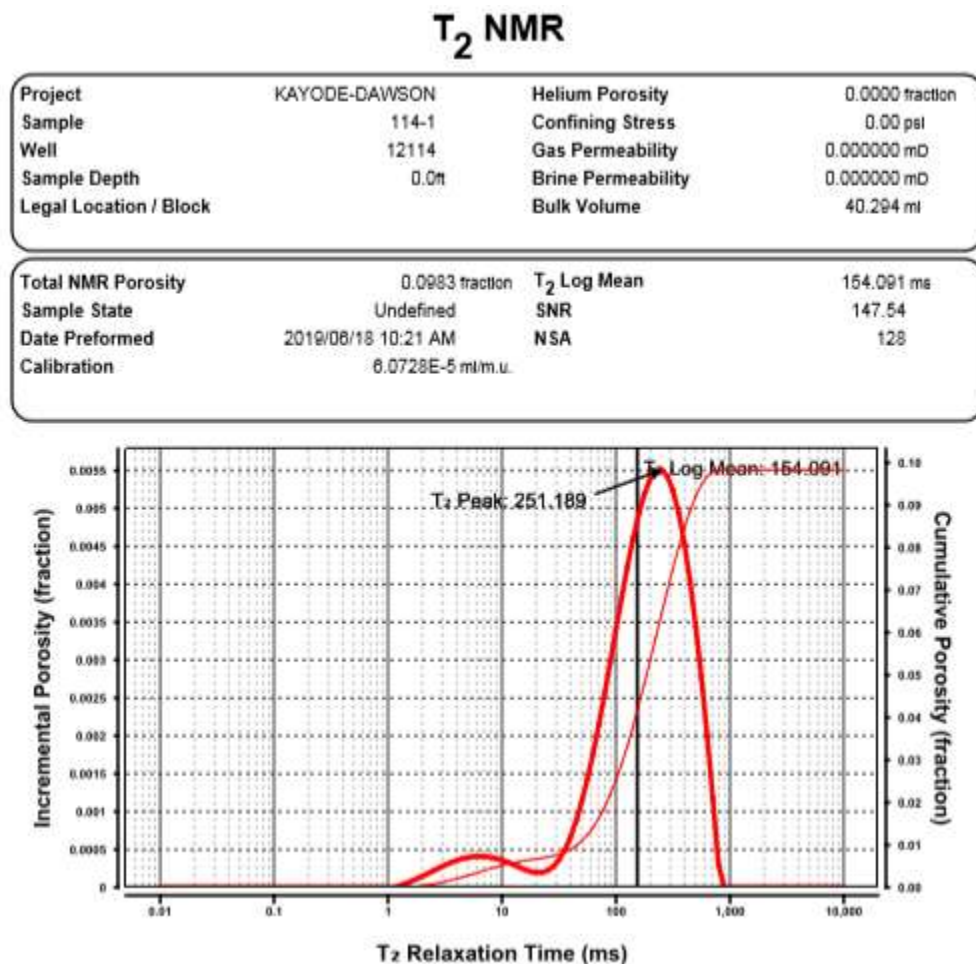 T2 NMR
Project KAYODE-DAWSON Helium Porosity 0.0000 fraction
Sample 114-1 Confining Stress 0.00 psi
Well 12114 Gas Permeability 0.000000 mD
Sample Depth 0.0ft Brine Permeability 0.000000 mD
Legal Location / Block Bulk Volume 40.294 ml
Total NMR Porosity 0.0983 fraction T2 Log Mean 154.091 ms
Sample State Undefined SNR 147.54
Date Preformed 2019/06/18 10:21 AM NSA 128
Calibration 6.0728E-5 ml/m.u.
T2 Log Mean: 154.091
T2 Peak: 251.189
Incremental Porosity (fraction)
0.0055
0.005
0.0045
0.004
0.0035
0.003
0.0025
0.002
0.0015
0.001
0.0005
0
Cumulative Porosity (fraction)
0.10
0.09
0.08
0.07
0.06
0.05
0.04
0.03
0.02
0.01
0.00
0.01 0.1 1 10 100 1,000 10,000
T2 Relaxation Time (ms)